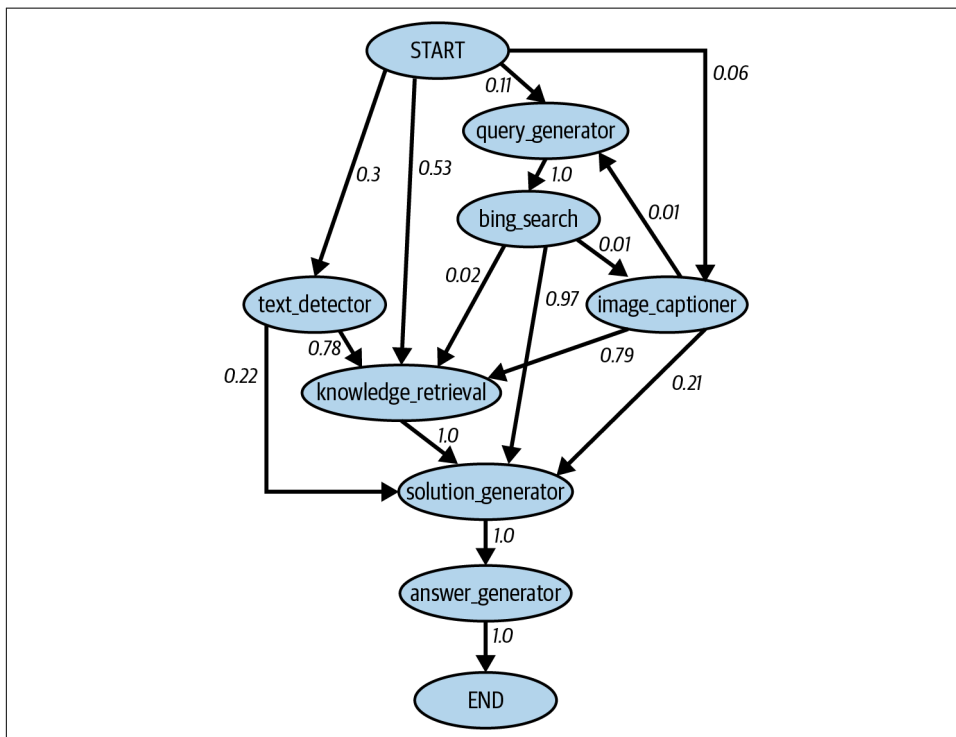 START
0.06
0.11
query_generator
0.53
0.3
1.0
bing_search
0.01
0.01
0.02
text_detector
0.97
image_captioner
0.78
0.79
0.22
0.21
knowledge_retrieval
1.0
solution_generator
1.0
answer_generator
1.0
END